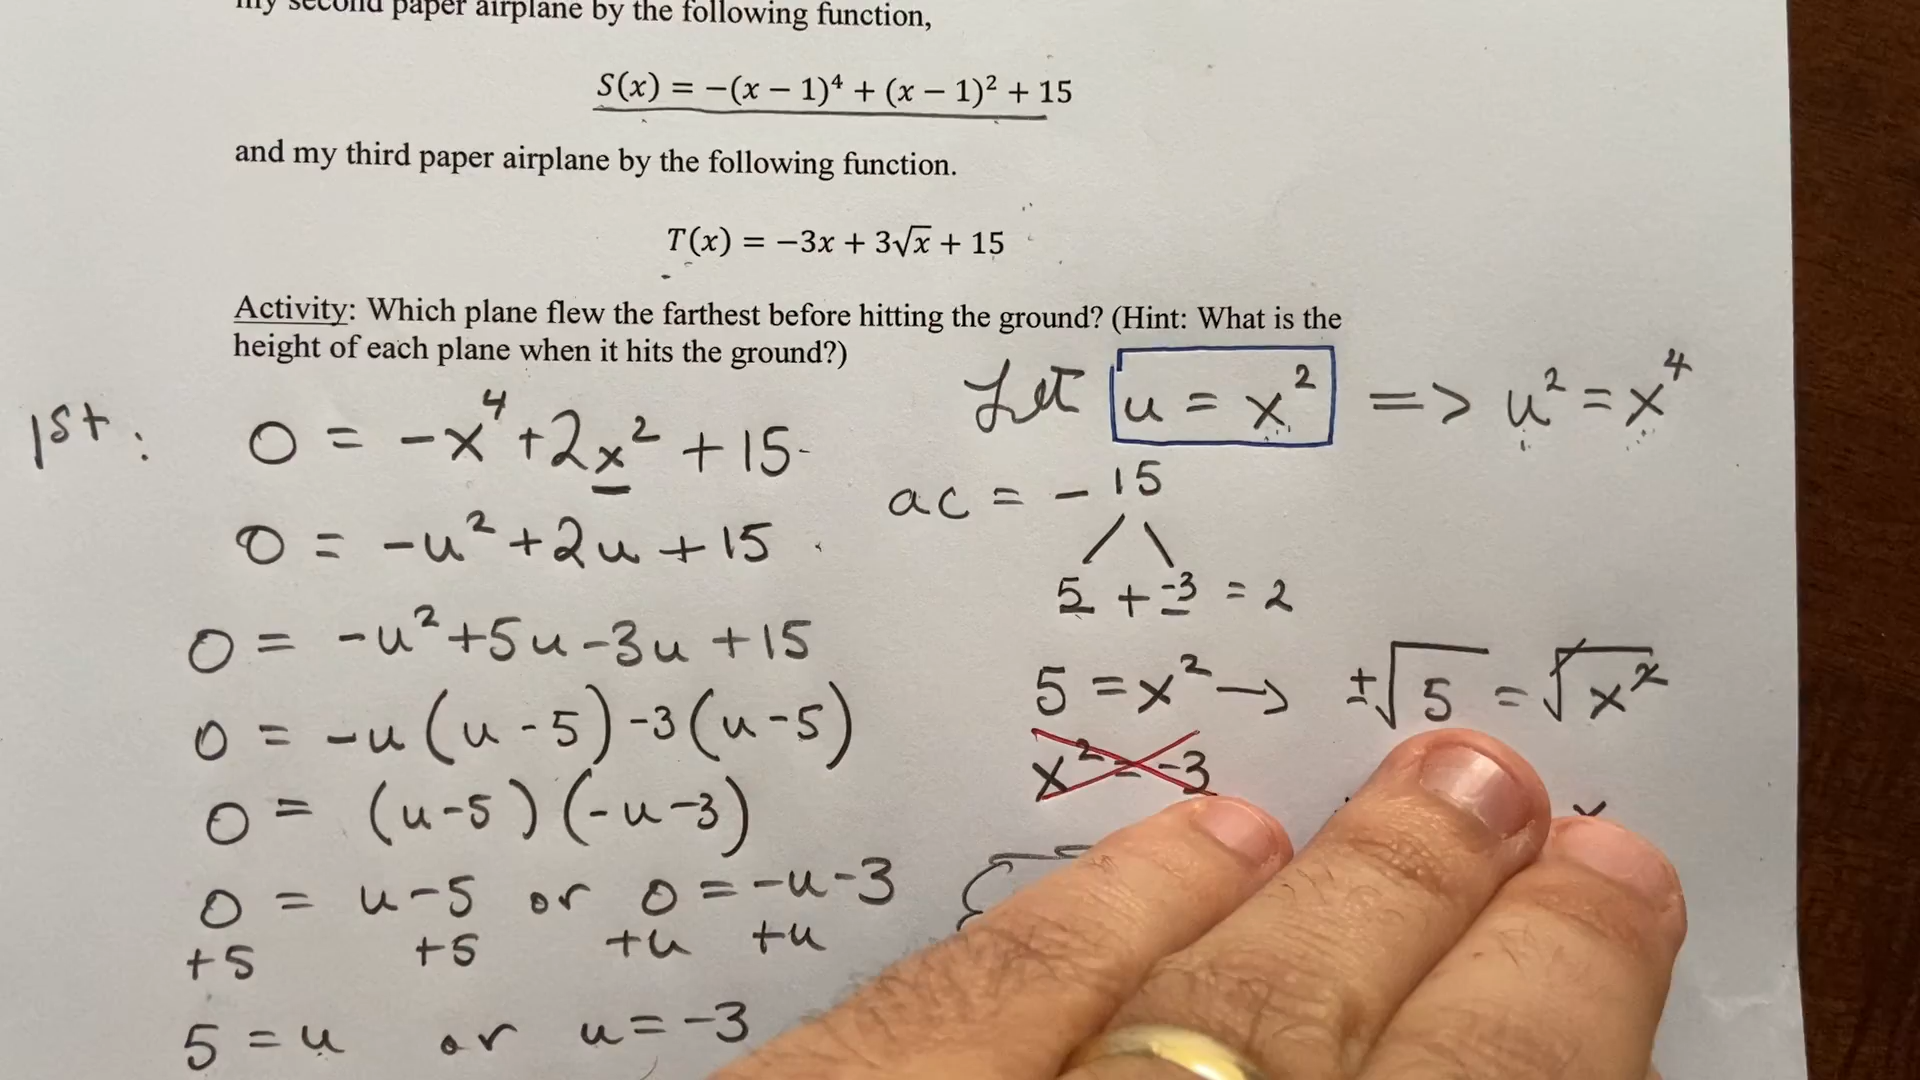 my second paper airplane by the following function,
S(x) = −(x − 1)⁴ + (x − 1)² + 15
and my third paper airplane by the following function.
T(x) = −3x + 3√x + 15
Activity: Which plane flew the farthest before hitting the ground? (Hint: What is the
height of each plane when it hits the ground?)
Let u = x² => u² = x⁴
1st: 0 = -x⁴ + 2x² + 15
ac = -15
0 = -u² + 2u + 15
5 + -3 = 2
0 = -u² + 5u - 3u + 15
5 = x² → ±√5 = √x²
0 = -u(u - 5) - 3(u - 5)
x² = -3
0 = (u - 5)(-u - 3)
0 = u - 5 or 0 = -u - 3
+5 +5 +u +u
5 = u or u = -3